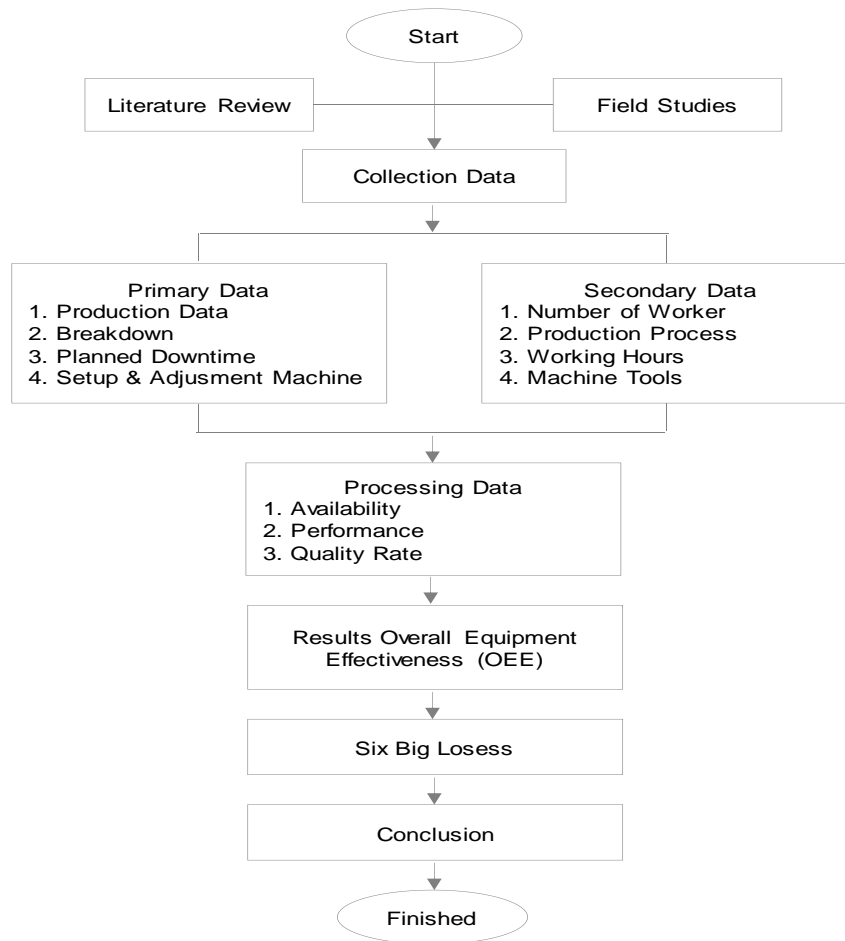 Start
Literature Review
Field Studies
Collection Data
Primary Data
1. Production Data
2. Breakdown
3. Planned Downtime
4. Setup & Adjusment Machine
Secondary Data
1. Number of Worker
2. Production Process
3. Working Hours
4. Machine Tools
Processing Data
1. Availability
2. Performance
3. Quality Rate
Results Overall Equipment
Effectiveness (OEE)
Six Big Losess
Conclusion
Finished